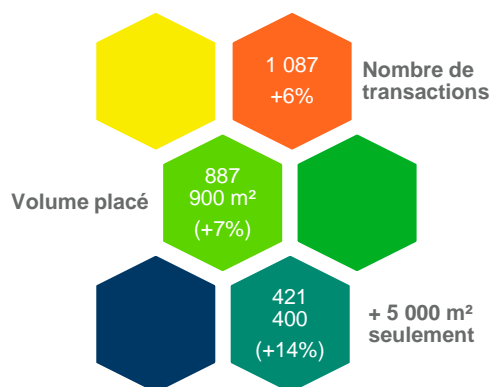 1 087
+6%
Nombre de
transactions
Volume placé
887
900 m²
(+7%)
421
400
(+14%)
+ 5 000 m²
seulement